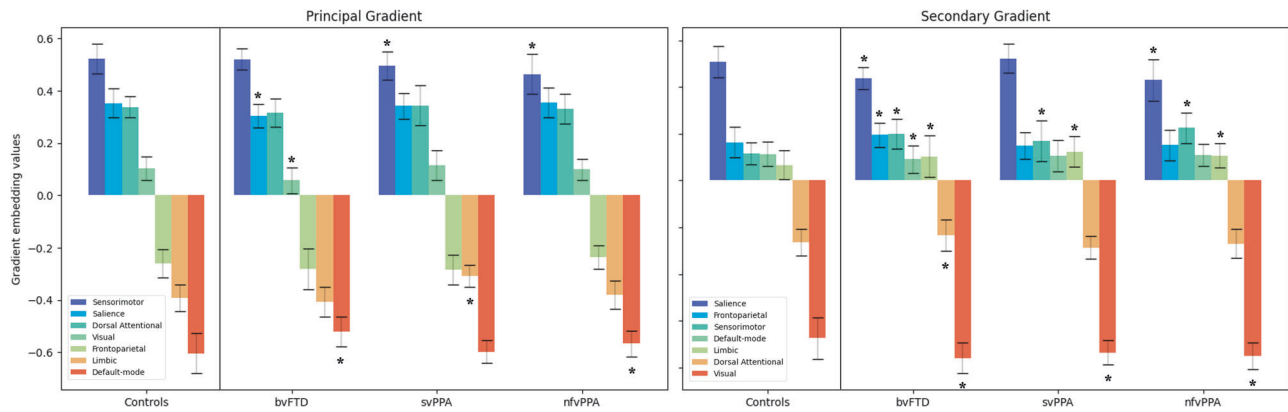 Principal Gradient
Gradient embedding values
0.6
0.4
0.2
0.0
−0.2
−0.4
−0.6
* * * * * * *
Sensorimotor
Salience
Dorsal Attentional
Visual
Frontoparietal
Limbic
Default-mode
Controls bvFTD svPPA nfvPPA
Secondary Gradient
* * * * * * * * * * * * *
Salience
Frontoparietal
Sensorimotor
Default-mode
Limbic
Dorsal Attentional
Visual
Controls bvFTD svPPA nfvPPA